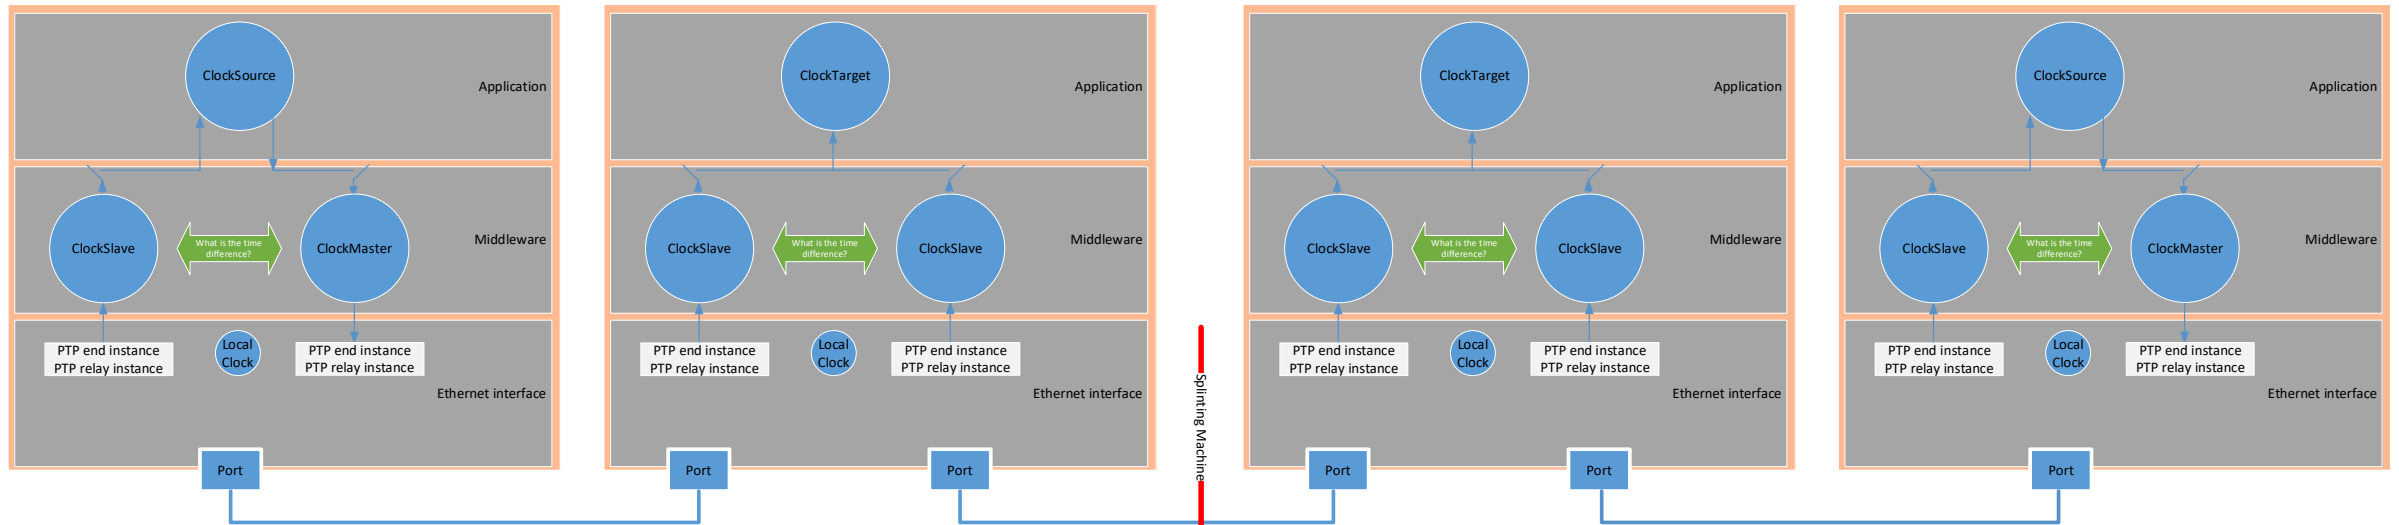 ClockSource
Application
ClockSlave
What is the time
difference?
ClockMaster
Middleware
PTP end instance
PTP relay instance
Local
Clock
PTP end instance
PTP relay instance
Ethernet interface
Port
ClockTarget
Application
ClockSlave
What is the time
difference?
ClockSlave
Middleware
PTP end instance
PTP relay instance
Local
Clock
PTP end instance
PTP relay instance
Ethernet interface
Port
Port
Splinting Machine
ClockTarget
Application
ClockSlave
What is the time
difference?
ClockSlave
Middleware
PTP end instance
PTP relay instance
Local
Clock
PTP end instance
PTP relay instance
Ethernet interface
Port
Port
ClockSource
Application
ClockSlave
What is the time
difference?
ClockMaster
Middleware
PTP end instance
PTP relay instance
Local
Clock
PTP end instance
PTP relay instance
Ethernet interface
Port